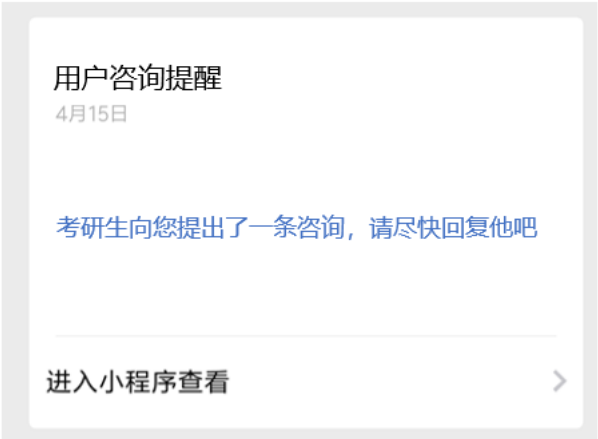 用户咨询提醒
4月15日
考研生向您提出了一条咨询，请尽快回复他吧
进入小程序查看